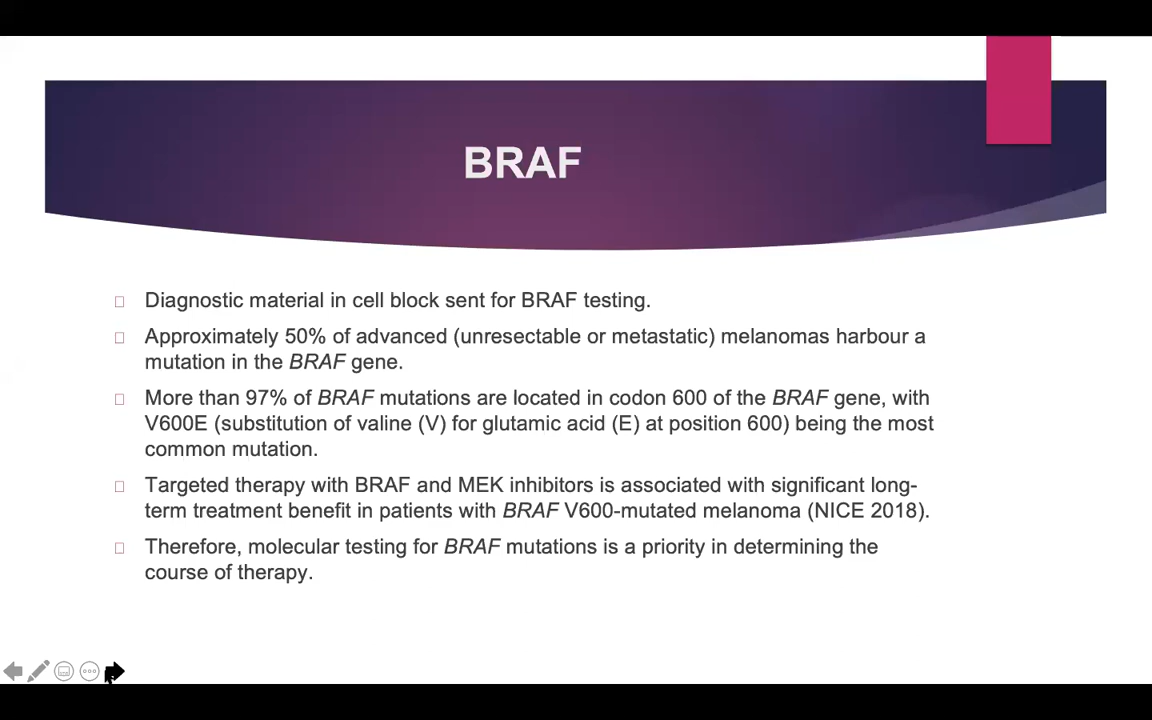 BRAF
Diagnostic material in cell block sent for BRAF testing.
Approximately 50% of advanced (unresectable or metastatic) melanomas harbour a
mutation in the BRAF gene.
More than 97% of BRAF mutations are located in codon 600 of the BRAF gene, with
V600E (substitution of valine (V) for glutamic acid (E) at position 600) being the most
common mutation.
Targeted therapy with BRAF and MEK inhibitors is associated with significant long-
term treatment benefit in patients with BRAF V600-mutated melanoma (NICE 2018).
Therefore, molecular testing for BRAF mutations is a priority in determining the
course of therapy.